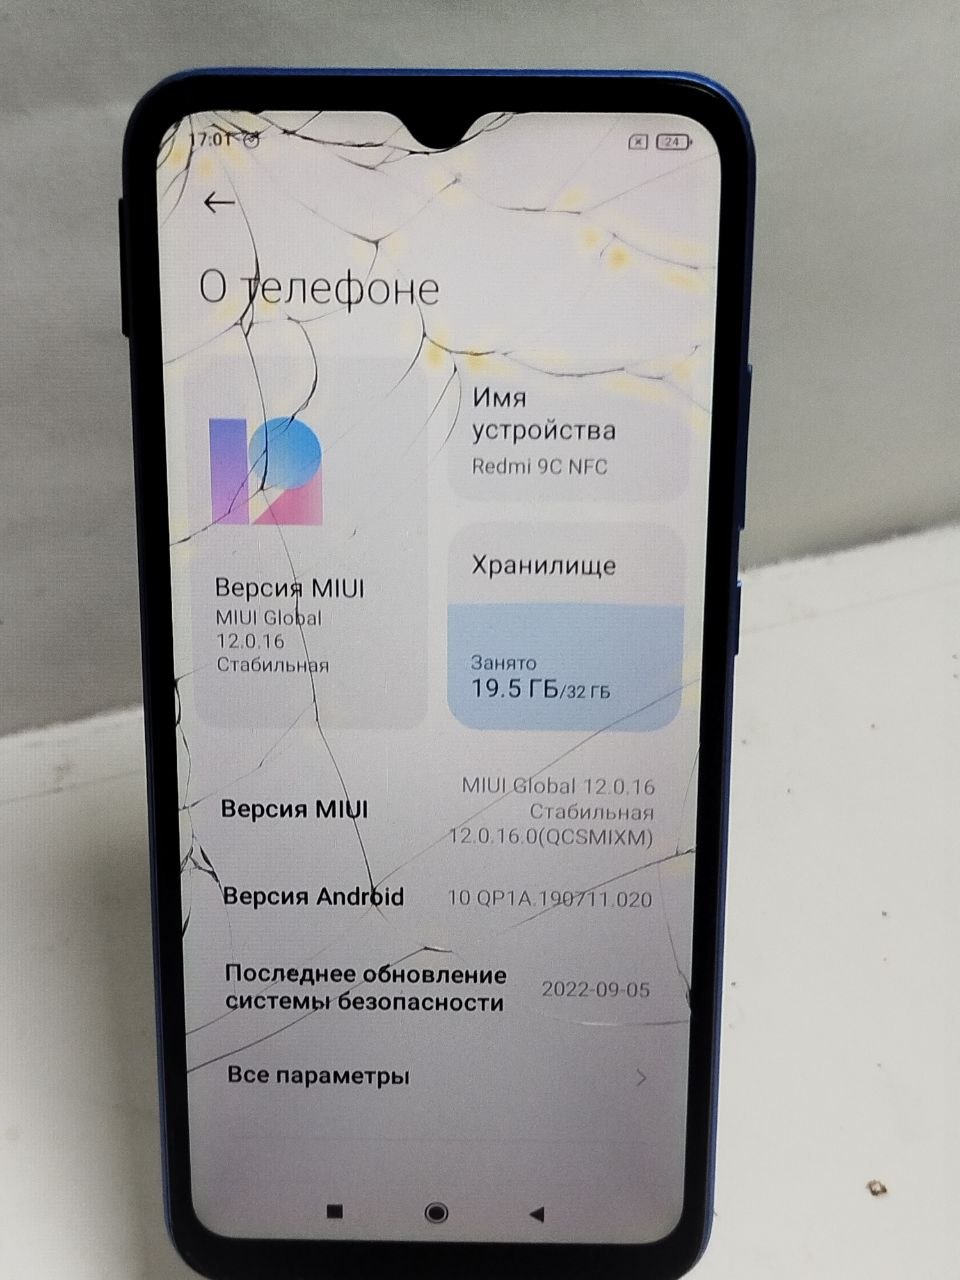 17:01
24
О телефоне
Имя
устройства
Redmi 9C NFC
Хранилище
Занято
19.5 ГБ/32 ГБ
Версия MIUI
MIUI Global
12.0.16
Стабильная
Версия MIUI
MIUI Global 12.0.16
Стабильная
12.0.16.0(QCSMIXM)
Версия Android
10 QP1A.190711.020
Последнее обновление
системы безопасности
2022-09-05
Все параметры